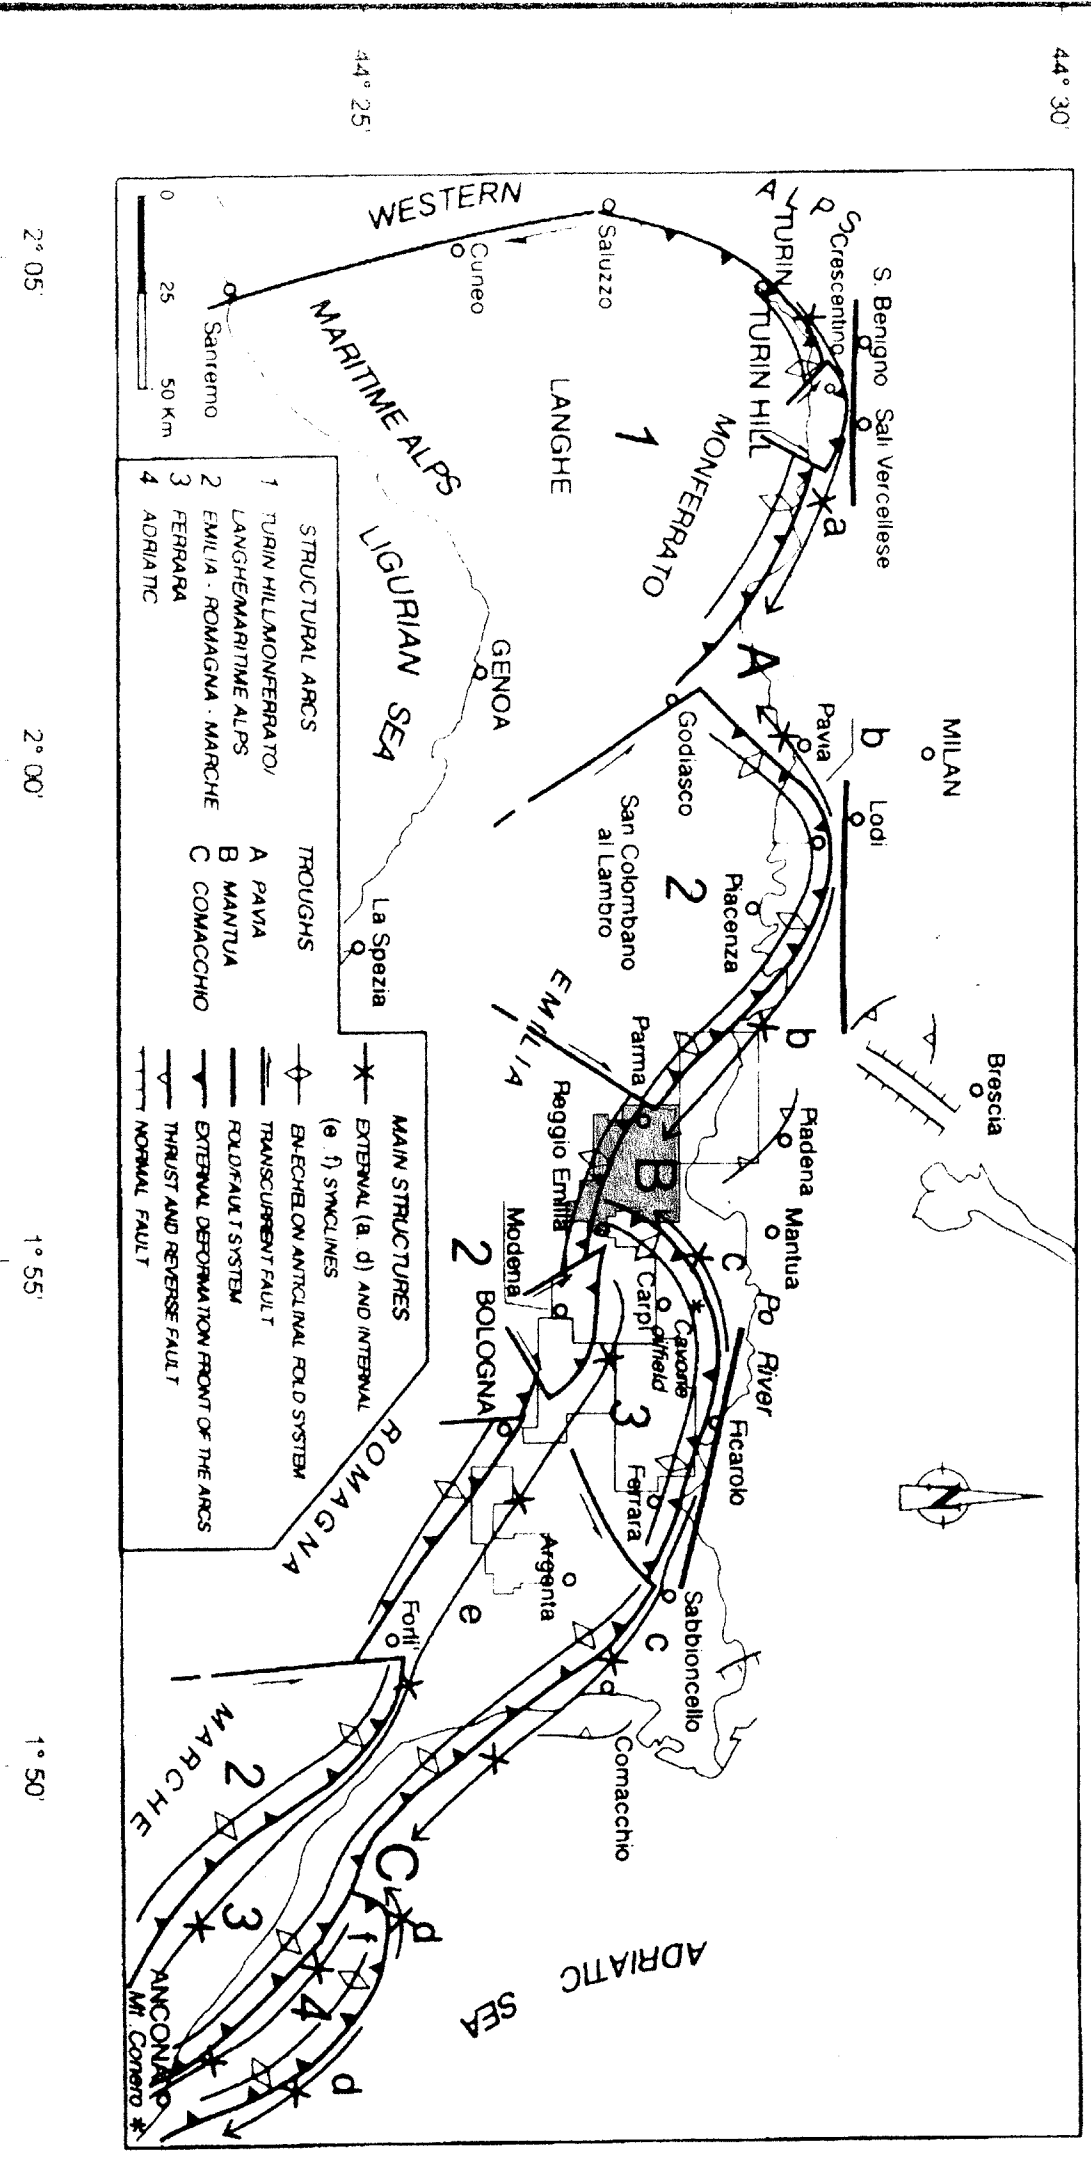 44° 30'
44° 25'
2° 05'
2° 00'
1° 55'
1° 50'
WESTERN
ALPS
TURIN
Crescentino
S. Benigno
Sali Vercellese
TURIN HILL
MONFERRATO
a
Saluzzo
Cuneo
LANGHE
1
MARITIME ALPS
Sanremo
LIGURIAN SEA
GENOA
La Spezia
A
MILAN
Pavia
b
Lodi
Godiasco
San Colombano
al Lambro
2
Piacenza
b
Brescia
EMILIA
Parma
Reggio Emilia
B
Piadena
Mantua
c
Po River
Modena
2
BOLOGNA
Carpi
Cavone
oilfield
3
Ficarolo
Ferrara
Argenta
Sabbioncello
c
N
ROMAGNA
e
Forlì
Comacchio
MARCHE
2
3
C
d
f
4
d
ADRIATIC
SEA
ANCONA
Mt. Conero *
0 25 50 Km
STRUCTURAL ARCS
1 TURIN HILL/MONFERRATO/
LANGHE/MARITIME ALPS
2 EMILIA - ROMAGNA - MARCHE
3 FERRARA
4 ADRIATIC
TROUGHS
A PAVIA
B MANTUA
C COMACCHIO
MAIN STRUCTURES
EXTERNAL (a . d) AND INTERNAL
(e . f) SYNCLINES
EN-ECHELON ANTICLINAL FOLD SYSTEM
TRANSCURRENT FAULT
FOLD/FAULT SYSTEM
EXTERNAL DEFORMATION FRONT OF THE ARCS
THRUST AND REVERSE FAULT
NORMAL FAULT